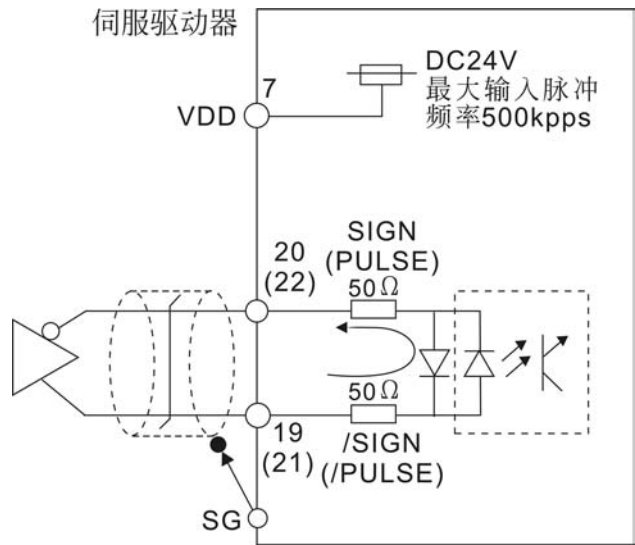 伺服驱动器
DC24V
最大输入脉冲
频率500kpps
7
VDD
20
(22)
SIGN
(PULSE)
50Ω
50Ω
19
(21)
/SIGN
(/PULSE)
SG